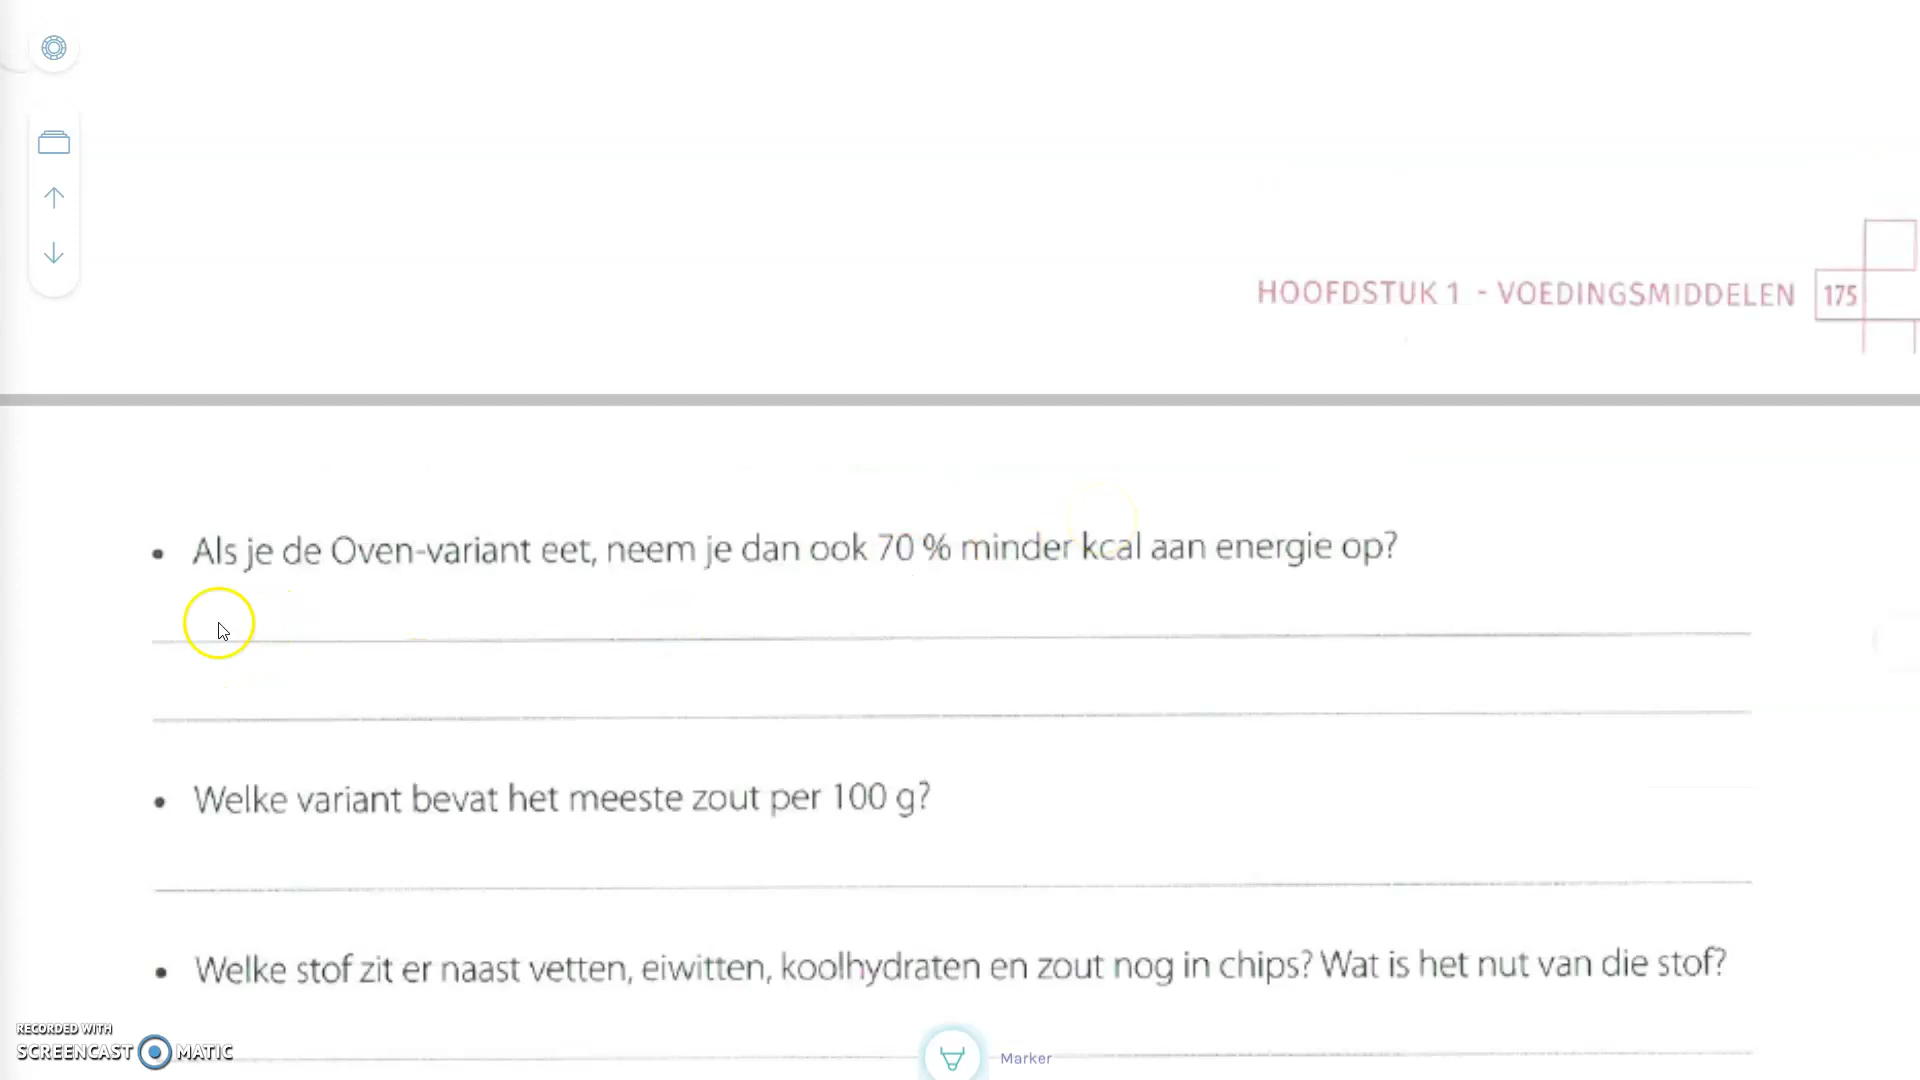 HOOFDSTUK 1 - VOEDINGSMIDDELEN 175
• Als je de Oven-variant eet, neem je dan ook 70 % minder kcal aan energie op?
• Welke variant bevat het meeste zout per 100 g?
• Welke stof zit er naast vetten, eiwitten, koolhydraten en zout nog in chips? Wat is het nut van die stof?
RECORDED WITH
SCREENCAST MATIC
Marker